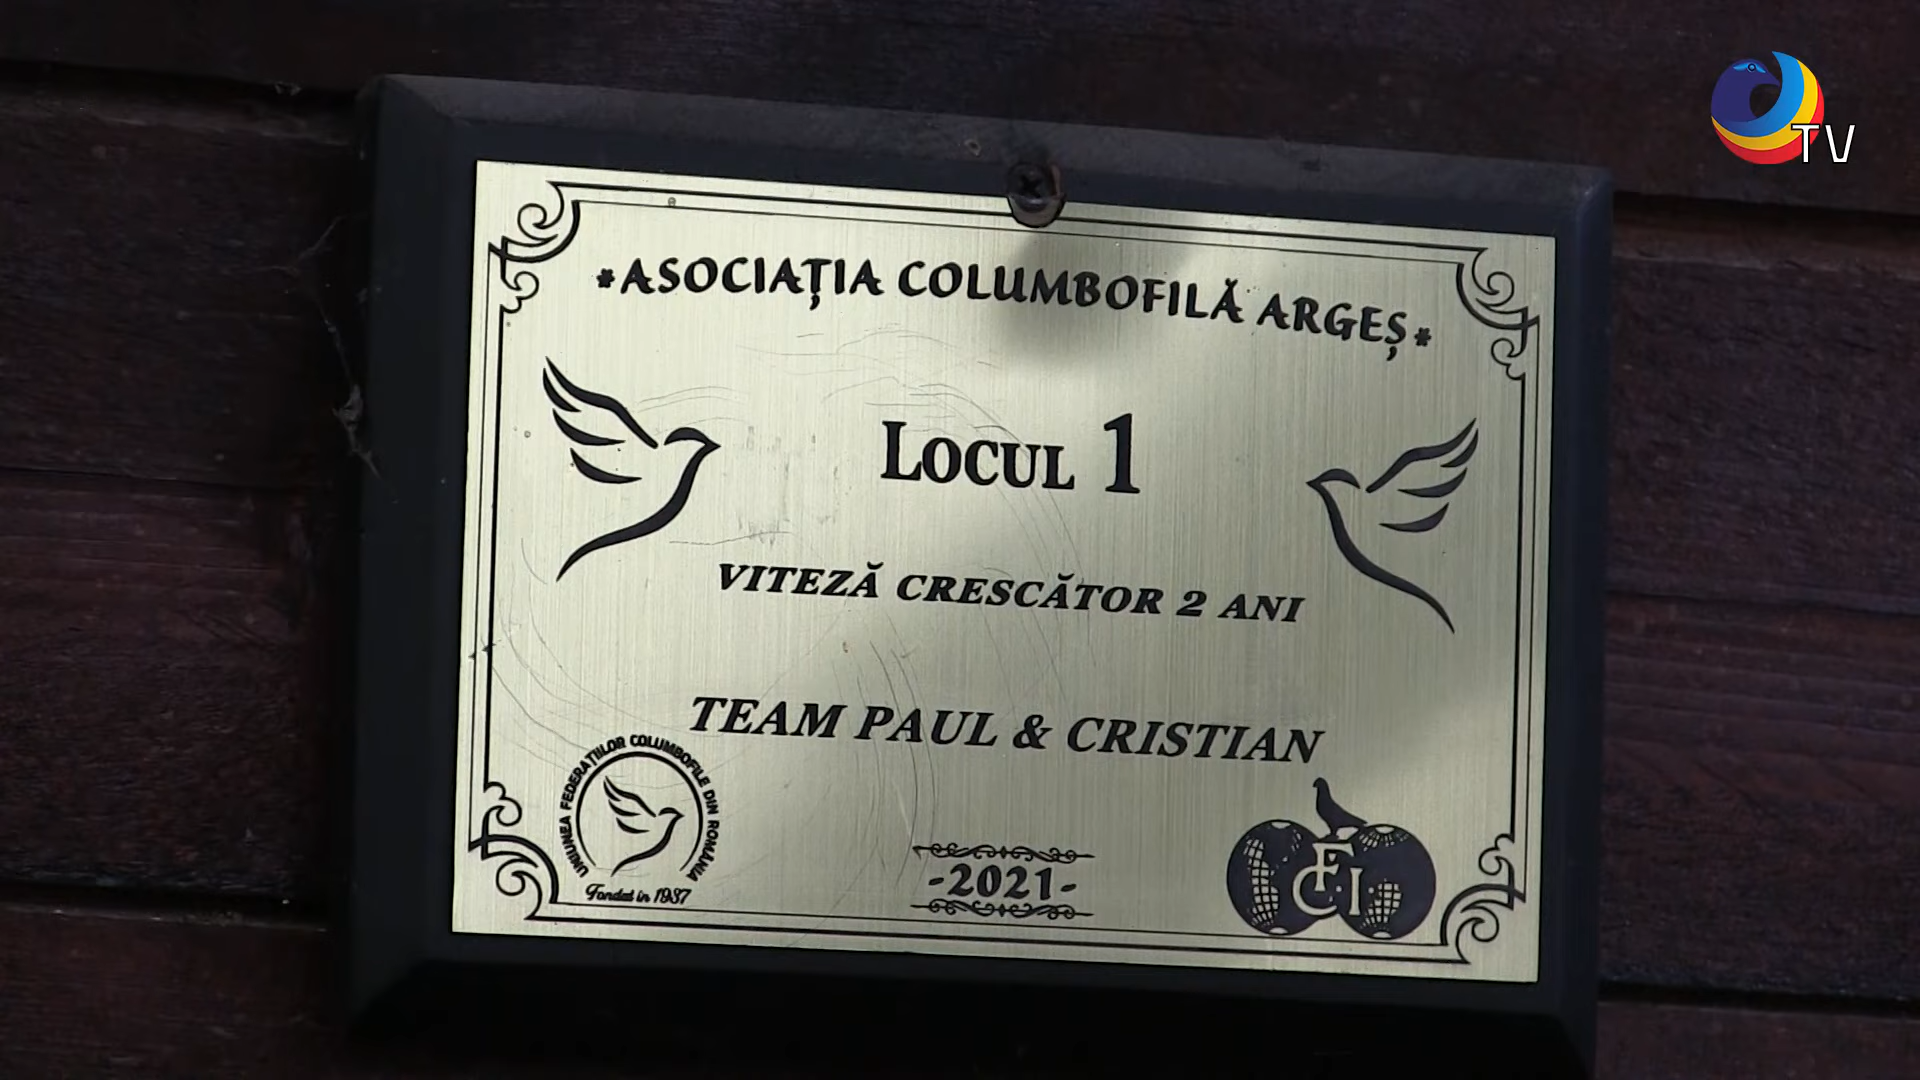 TV
*ASOCIAȚIA COLUMBOFILĂ ARGEȘ*
LOCUL 1
VITEZĂ CRESCĂTOR 2 ANI
TEAM PAUL & CRISTIAN
UNIUNEA FEDERAȚIILOR COLUMBOFILE DIN ROMÂNIA
Fondat în 1937
-2021-
FCI